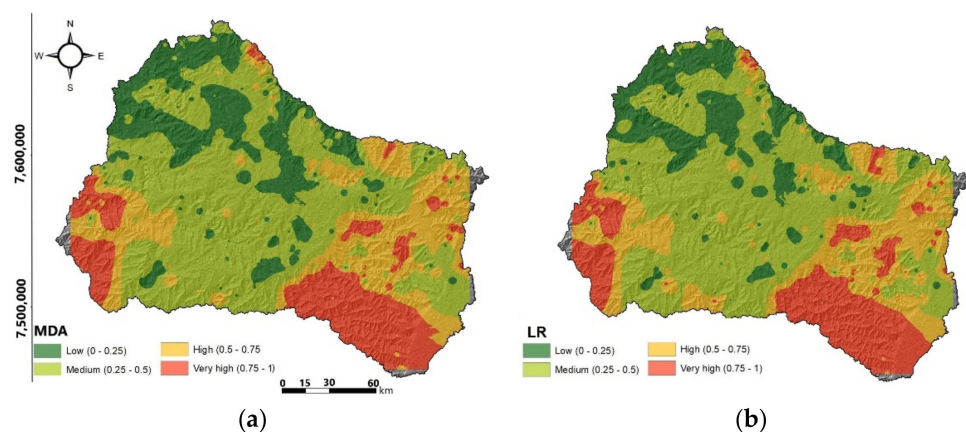 N
W E
S
7,600,000
7,500,000
MDA
Low (0 - 0.25)
High (0.5 - 0.75
Medium (0.25 - 0.5)
Very high (0.75 - 1)
0 15 30 60
km
(a)
LR
Low (0 - 0.25)
High (0.5 - 0.75)
Medium (0.25 - 0.5)
Very high (0.75 - 1)
(b)